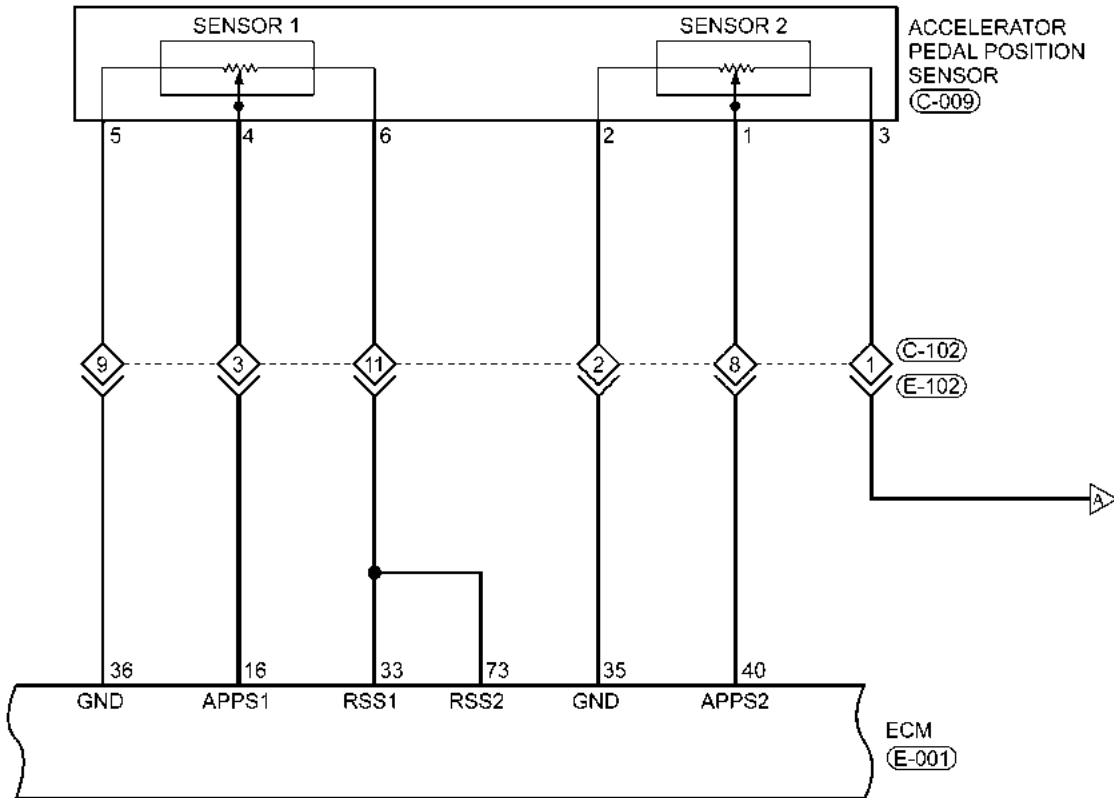 SENSOR 1
SENSOR 2
ACCELERATOR
PEDAL POSITION
SENSOR
C-009
5 4 6 2 1 3
9 3 11 2 8 1
C-102
E-102
A
36 16 33 73 35 40
GND APPS1 RSS1 RSS2 GND APPS2
ECM
E-001